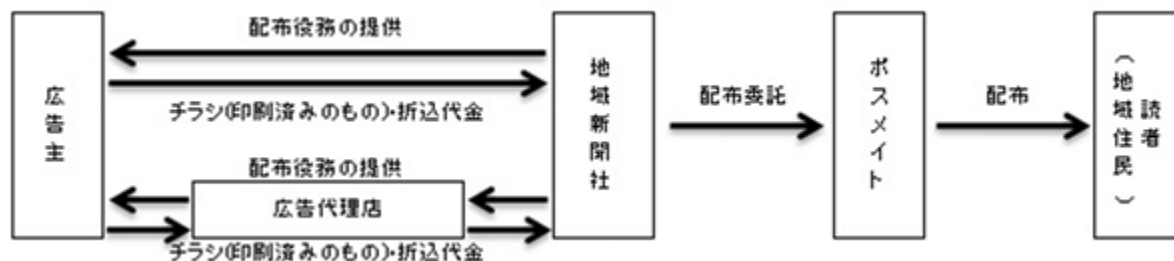 配布役務の提供
広告主
チラシ(印刷済みのもの)・折込代金
配布役務の提供
広告代理店
チラシ(印刷済みのもの)・折込代金
地域新聞社
配布委託
ポスメイト
配布
読者
(地域住民)